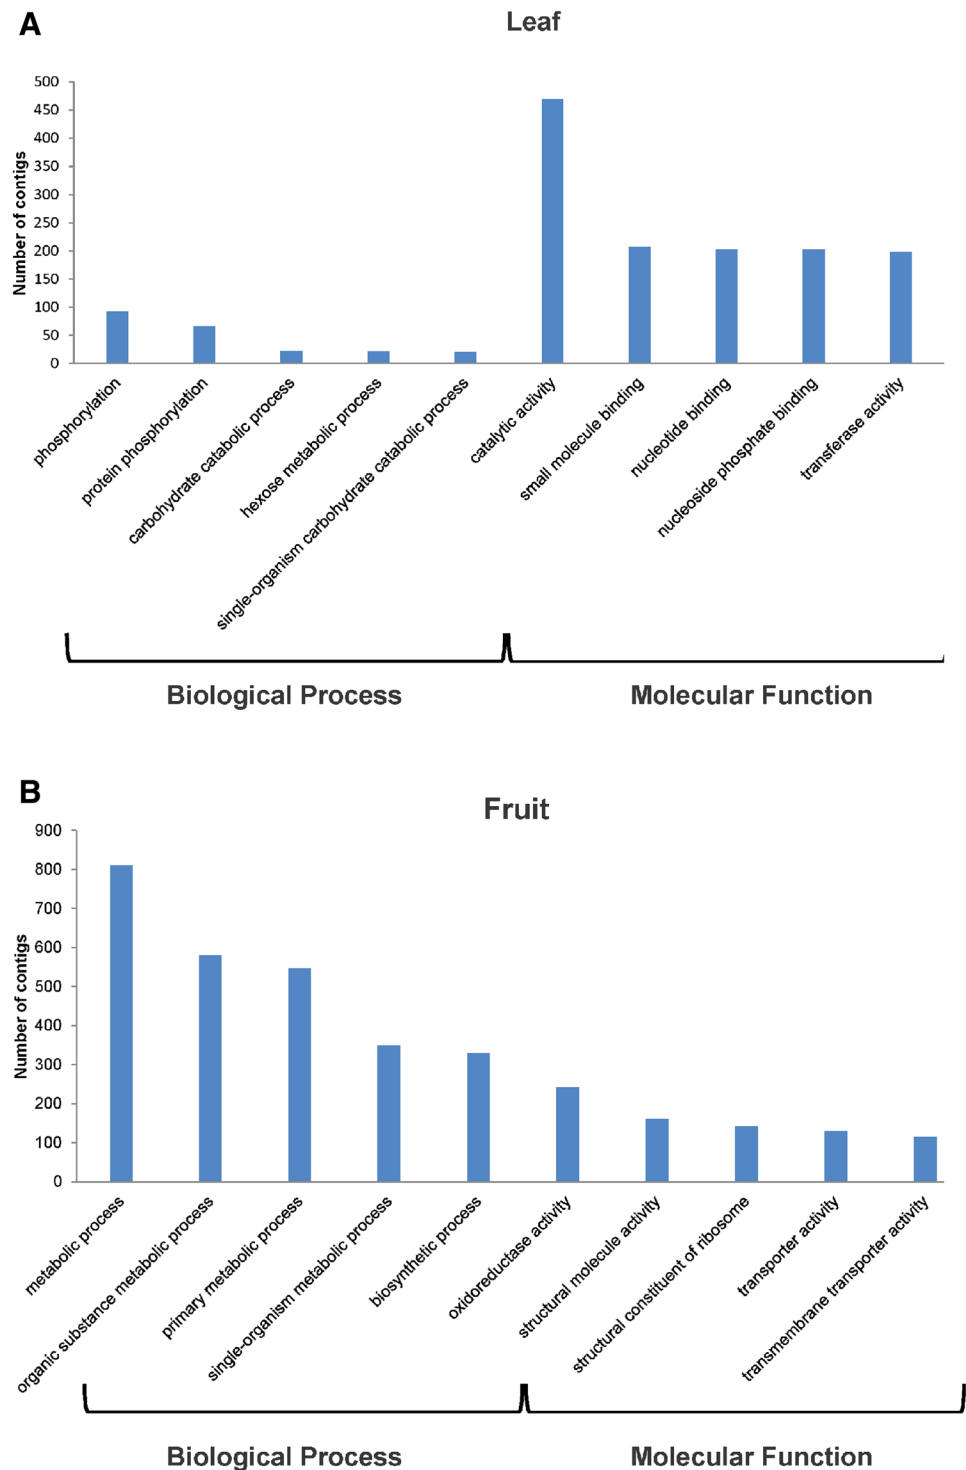 A
Leaf
500
450
400
350
300
250
200
150
100
50
0
Number of contigs
phosphorylation
protein phosphorylation
carbohydrate catabolic process
hexose metabolic process
single-organism carbohydrate catabolic process
catalytic activity
small molecule binding
nucleotide binding
nucleoside phosphate binding
transferase activity
Biological Process
Molecular Function
B
Fruit
900
800
700
600
500
400
300
200
100
0
Number of contigs
metabolic process
organic substance metabolic process
primary metabolic process
single-organism metabolic process
biosynthetic process
oxidoreductase activity
structural molecule activity
structural constituent of ribosome
transporter activity
transmembrane transporter activity
Biological Process
Molecular Function